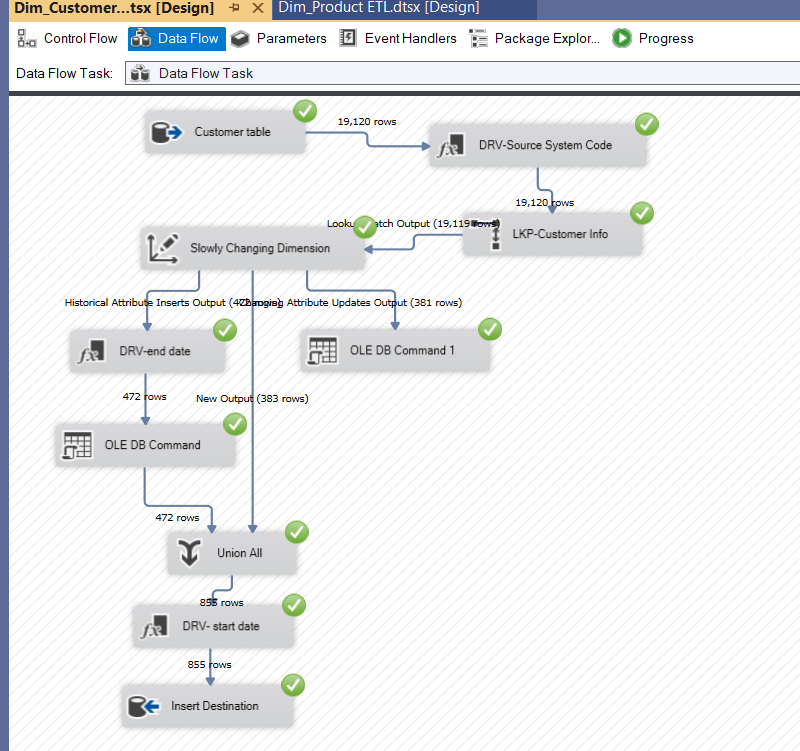 Dim_Customer...tsx [Design]
Dim_Product ETL.dtsx [Design]
Control Flow
Data Flow
Parameters
Event Handlers
Package Explor...
Progress
Data Flow Task:
Data Flow Task
Customer table
19,120 rows
DRV-Source System Code
19,120 rows
LKP-Customer Info
Match Output (19,119 rows)
Slowly Changing Dimension
Historical Attribute Inserts Output (472 rows)
Changing Attribute Updates Output (381 rows)
DRV-end date
OLE DB Command 1
472 rows
New Output (383 rows)
OLE DB Command
472 rows
Union All
855 rows
DRV- start date
855 rows
Insert Destination